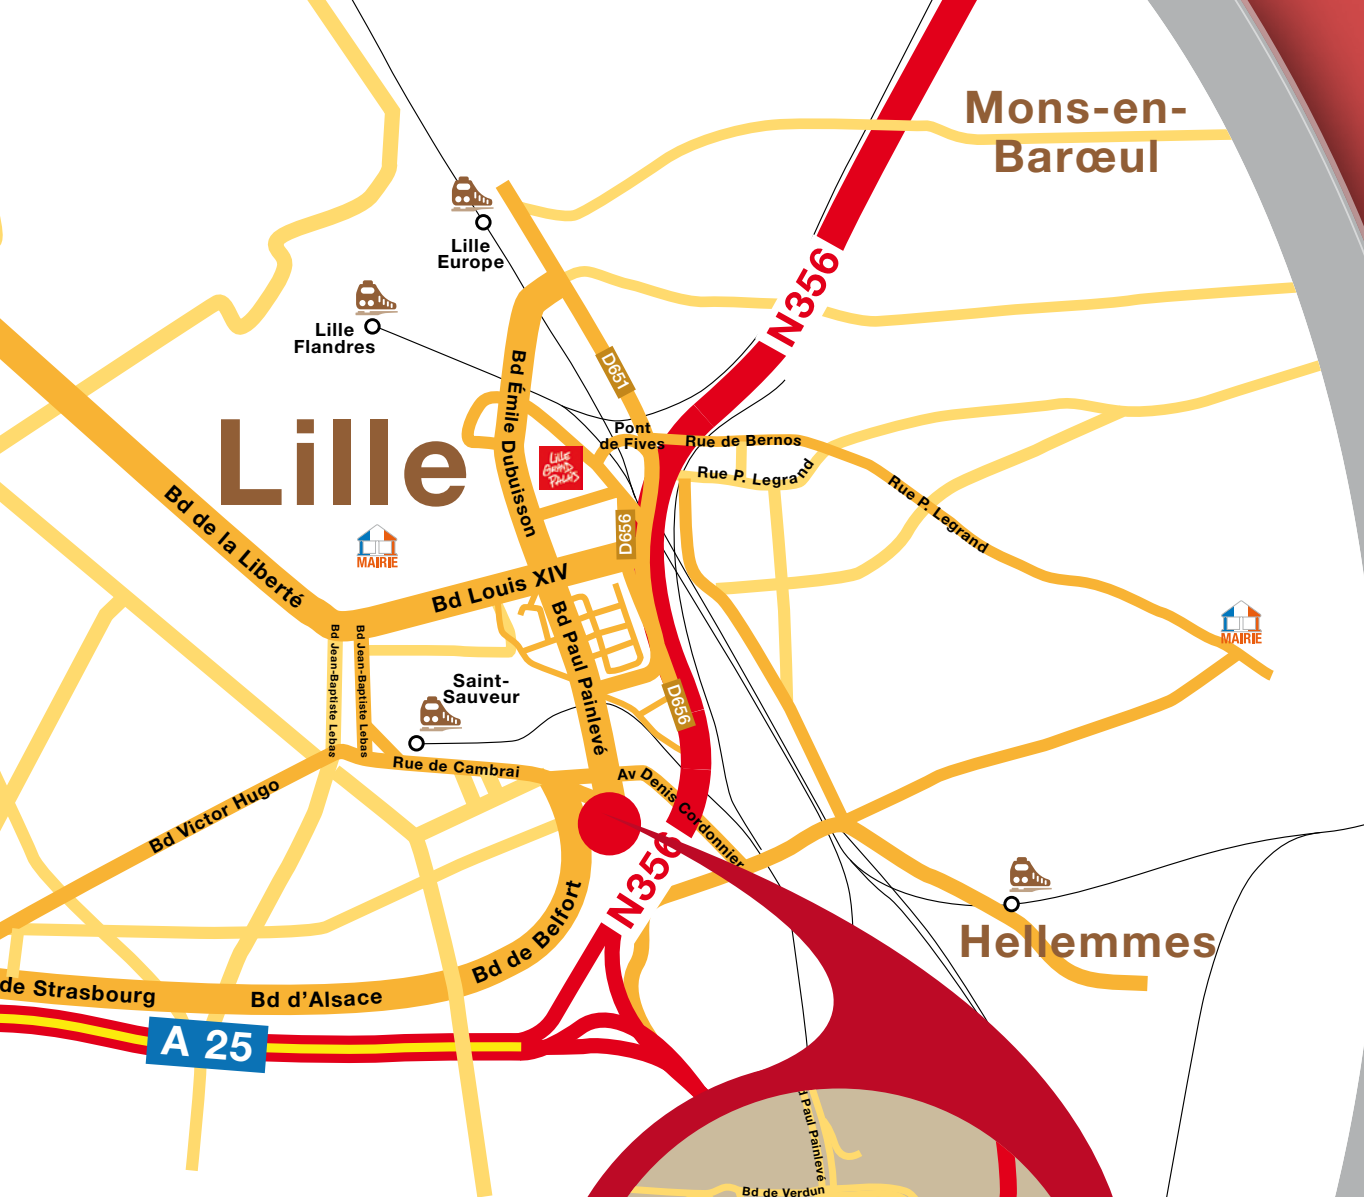 Mons-en-
Barœul
Lille
Europe
N356
Lille
Flandres
D651
Bd Émile Dubuisson
Pont
de Fives
Rue de Bernos
Rue P. Legrand
Rue P. Legrand
Lille
LILLE
GRAND
PALAIS
Bd de la Liberté
D656
MAIRIE
Bd Louis XIV
MAIRIE
Bd Paul Painlevé
Bd Jean-Baptiste Lebas
Bd Jean-Baptiste Lebas
Saint-
Sauveur
D656
Rue de Cambrai
Av Denis Cordonnier
Bd Victor Hugo
N356
Bd de Belfort
Hellemmes
de Strasbourg
Bd d'Alsace
A 25
d Paul Painlevé
Bd de Verdun